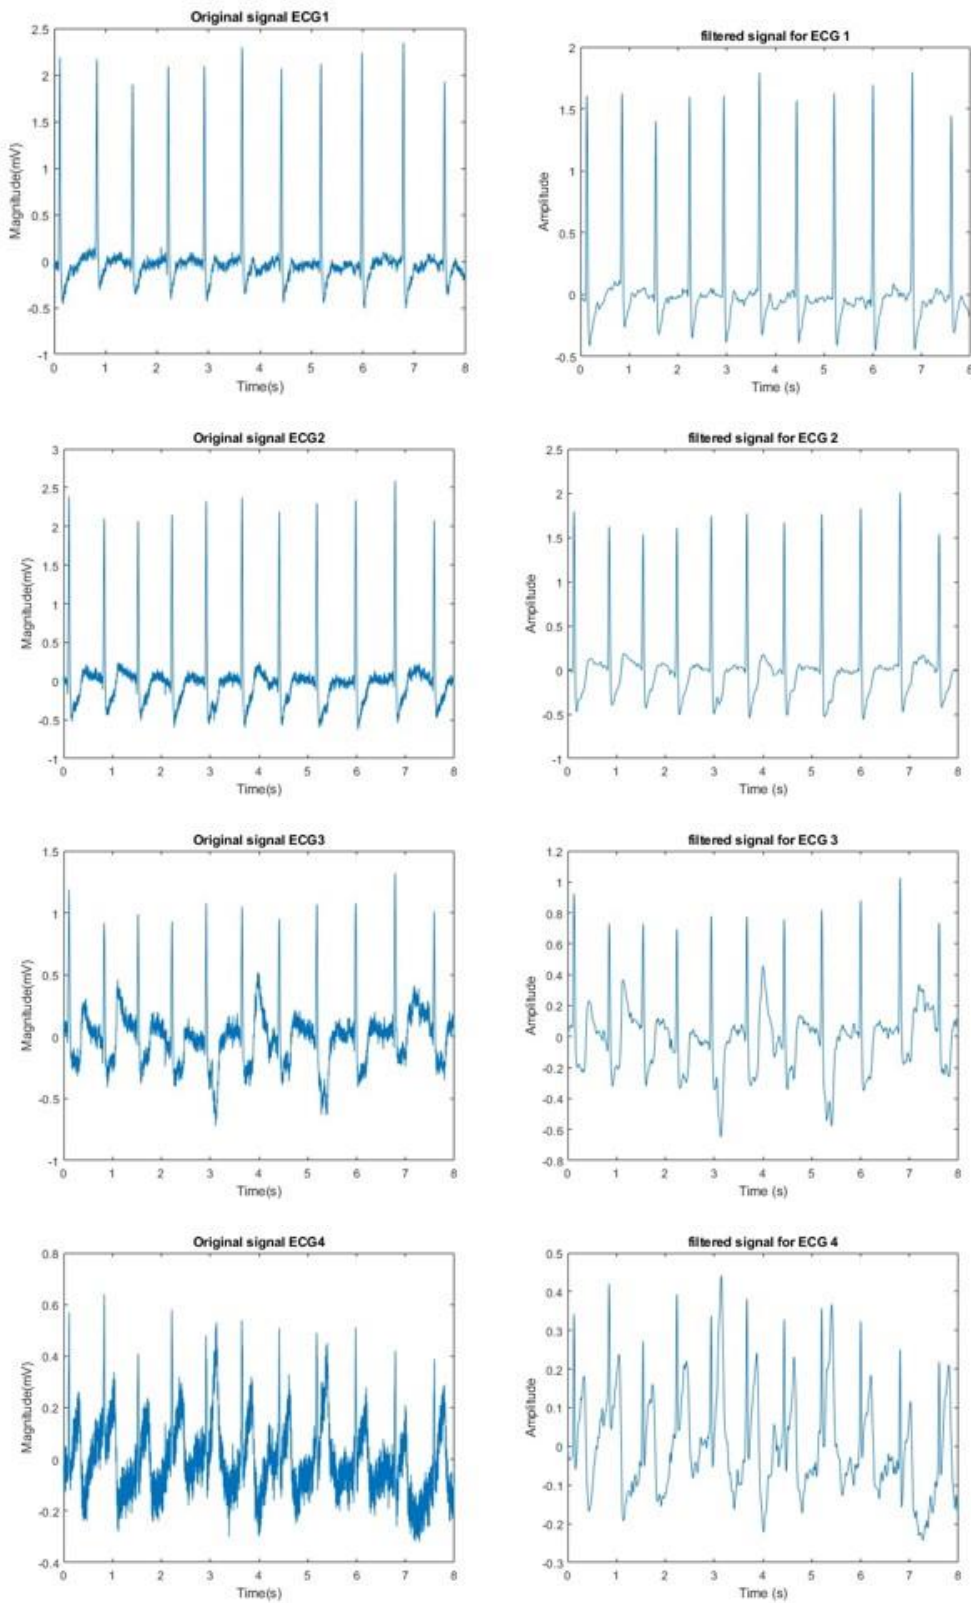 Original signal ECG1
2.5
2
1.5
1
0.5
0
-0.5
-1
Magnitude(mV)
0 1 2 3 4 5 6 7 8
Time(s)
filtered signal for ECG 1
2
1.5
1
0.5
0
-0.5
Amplitude
0 1 2 3 4 5 6 7 8
Time (s)
Original signal ECG2
3
2.5
2
1.5
1
0.5
0
-0.5
-1
Magnitude(mV)
0 1 2 3 4 5 6 7 8
Time(s)
filtered signal for ECG 2
2.5
2
1.5
1
0.5
0
-0.5
-1
Amplitude
0 1 2 3 4 5 6 7 8
Time (s)
Original signal ECG3
1.5
1
0.5
0
-0.5
-1
Magnitude(mV)
0 1 2 3 4 5 6 7 8
Time(s)
filtered signal for ECG 3
1.2
1
0.8
0.6
0.4
0.2
0
-0.2
-0.4
-0.6
-0.8
Amplitude
0 1 2 3 4 5 6 7 8
Time (s)
Original signal ECG4
0.8
0.6
0.4
0.2
0
-0.2
-0.4
Magnitude(mV)
0 1 2 3 4 5 6 7 8
Time(s)
filtered signal for ECG 4
0.5
0.4
0.3
0.2
0.1
0
-0.1
-0.2
-0.3
Amplitude
0 1 2 3 4 5 6 7 8
Time (s)